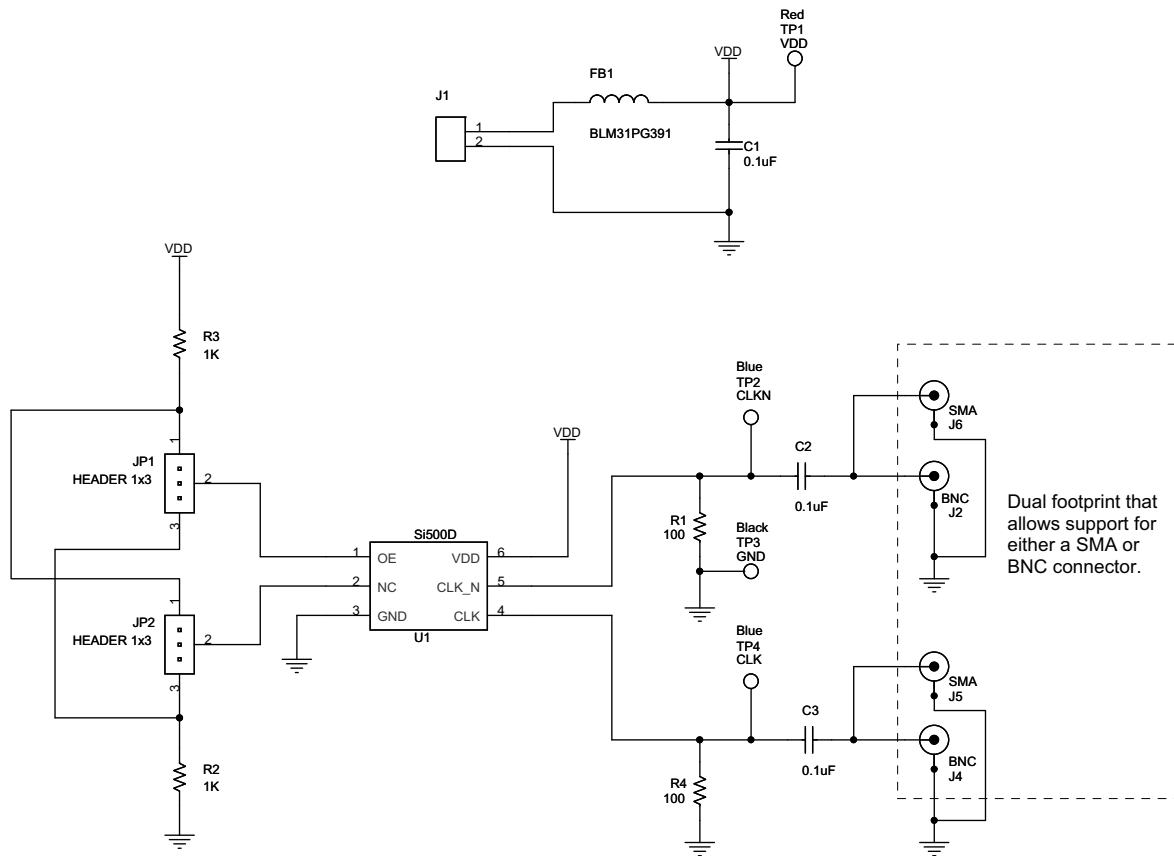 Red
TP1
VDD
VDD
FB1
J1
1
2
BLM31PG391
C1
0.1uF
VDD
R3
1K
1
JP1
HEADER 1x3
2
3
1
JP2
HEADER 1x3
2
3
R2
1K
VDD
Si500D
1
OE
VDD
6
2
NC
CLK_N
5
3
GND
CLK
4
U1
Blue
TP2
CLKN
C2
0.1uF
R1
100
Black
TP3
GND
SMA
J6
BNC
J2
Dual footprint that
allows support for
either a SMA or
BNC connector.
Blue
TP4
CLK
C3
0.1uF
R4
100
SMA
J5
BNC
J4